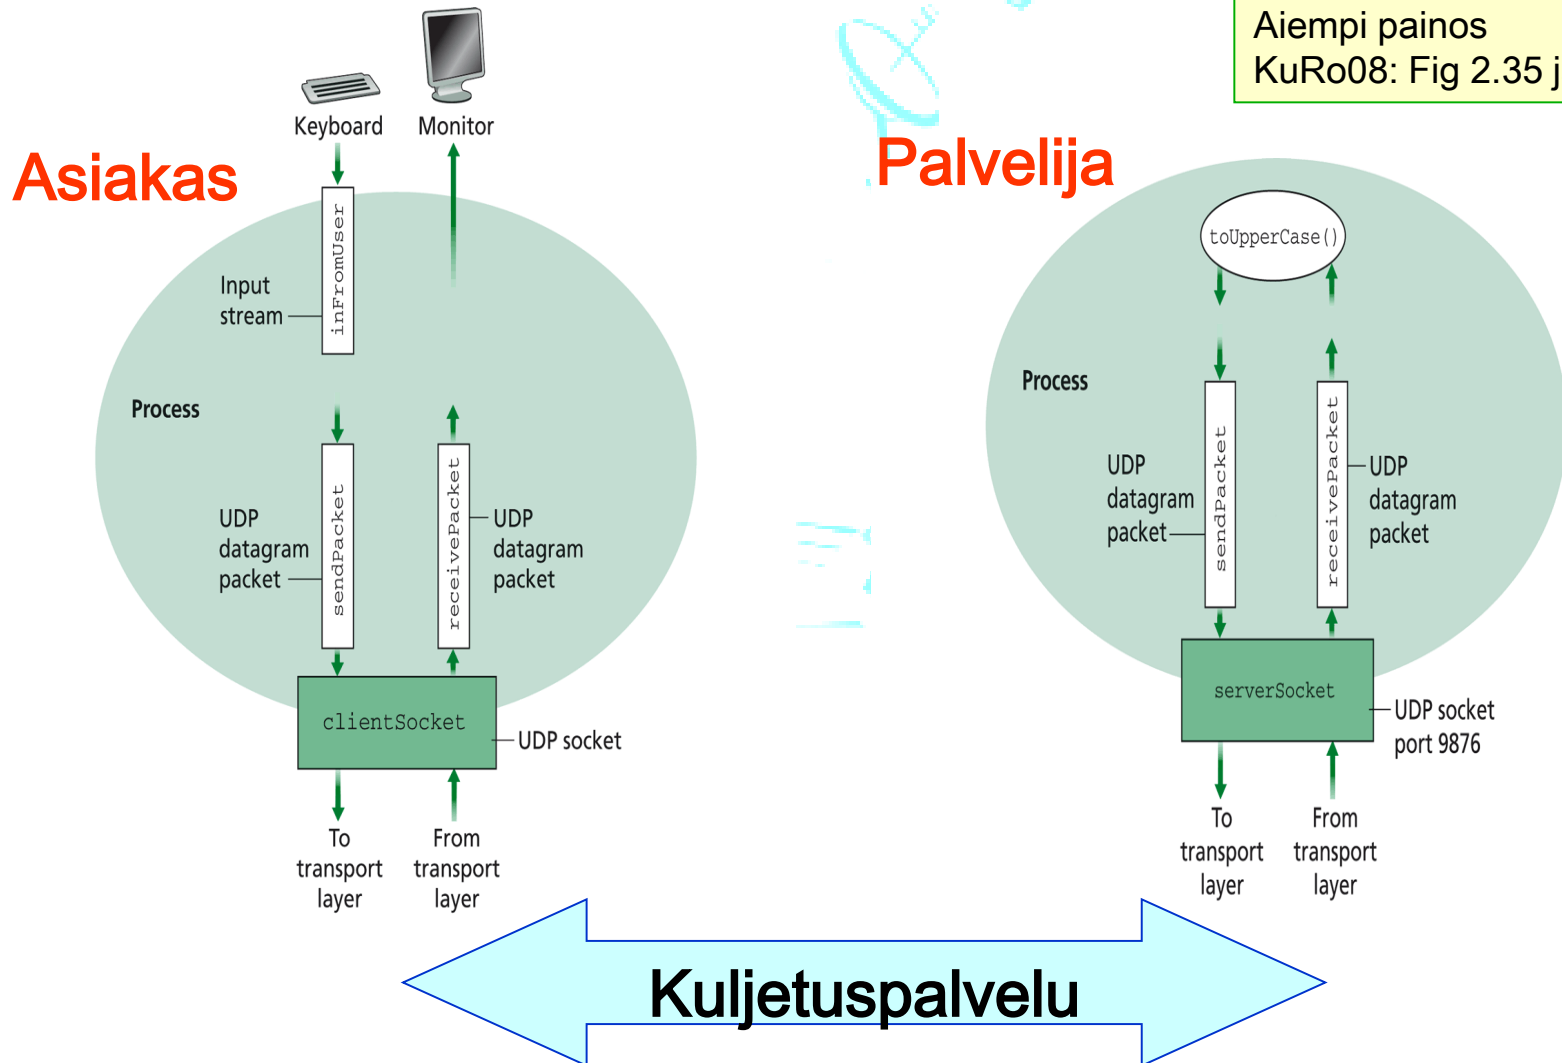 Aiempi painos
KuRo08: Fig 2.35 j
Asiakas
Keyboard
Monitor
inFromUser
Input
stream
Process
UDP
datagram
packet
sendPacket
receivePacket
UDP
datagram
packet
clientSocket
UDP socket
To
transport
layer
From
transport
layer
Palvelija
toUpperCase()
Process
UDP
datagram
packet
sendPacket
receivePacket
UDP
datagram
packet
serverSocket
UDP socket
port 9876
To
transport
layer
From
transport
layer
Kuljetuspalvelu